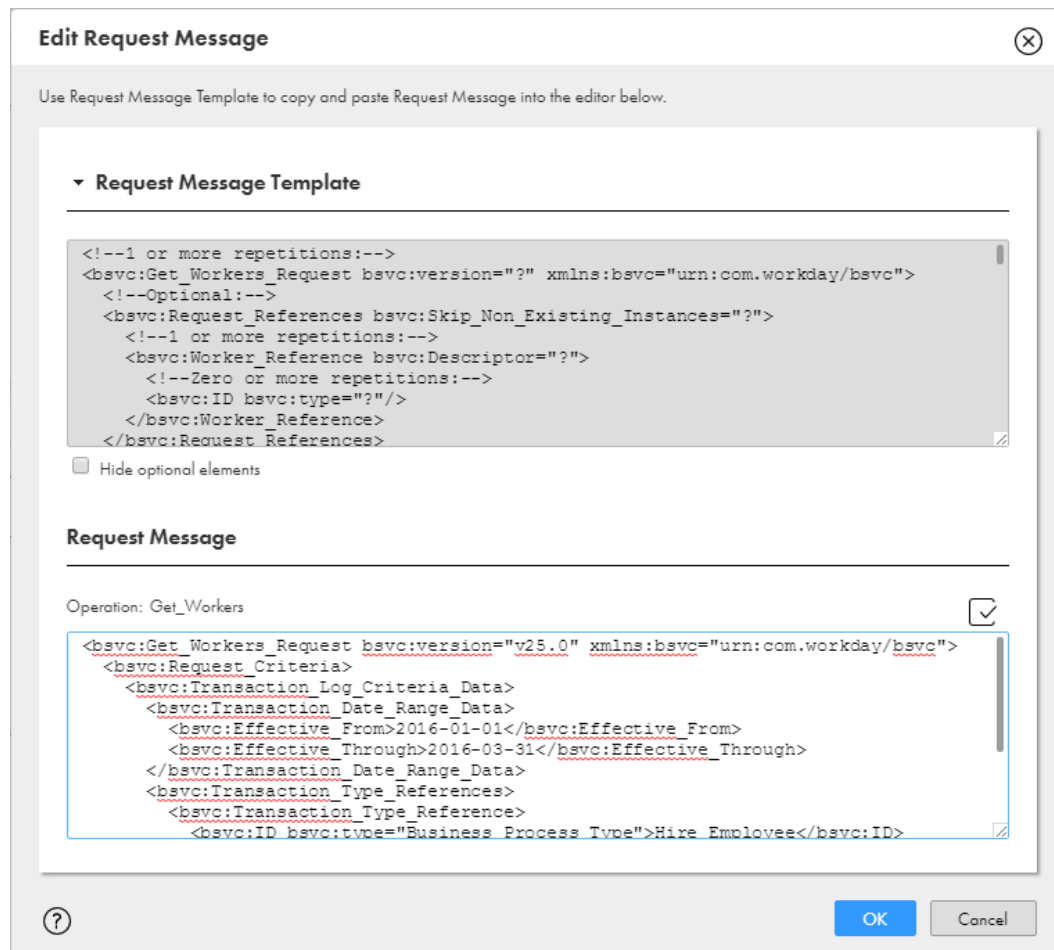 Edit Request Message
Use Request Message Template to copy and paste Request Message into the editor below.
Request Message Template
<!--1 or more repetitions:-->
<bsvc:Get_Workers_Request bsvc:version="?" xmlns:bsvc="urn:com.workday/bsvc">
<!--Optional:-->
<bsvc:Request_References bsvc:Skip_Non_Existing_Instances="?">
<!--1 or more repetitions:-->
<bsvc:Worker_Reference bsvc:Descriptor="?">
<!--Zero or more repetitions:-->
<bsvc:ID bsvc:type="?"/>
</bsvc:Worker_Reference>
</bsvc:Request_References>
Hide optional elements
Request Message
Operation: Get_Workers
<bsvc:Get_Workers_Request bsvc:version="v25.0" xmlns:bsvc="urn:com.workday/bsvc">
<bsvc:Request_Criteria>
<bsvc:Transaction_Log_Criteria_Data>
<bsvc:Transaction_Date_Range_Data>
<bsvc:Effective_From>2016-01-01</bsvc:Effective_From>
<bsvc:Effective_Through>2016-03-31</bsvc:Effective_Through>
</bsvc:Transaction_Date_Range_Data>
<bsvc:Transaction_Type_References>
<bsvc:Transaction_Type_Reference>
<bsvc:ID bsvc:type="Business_Process_Type">Hire_Employee</bsvc:ID>
? OK Cancel